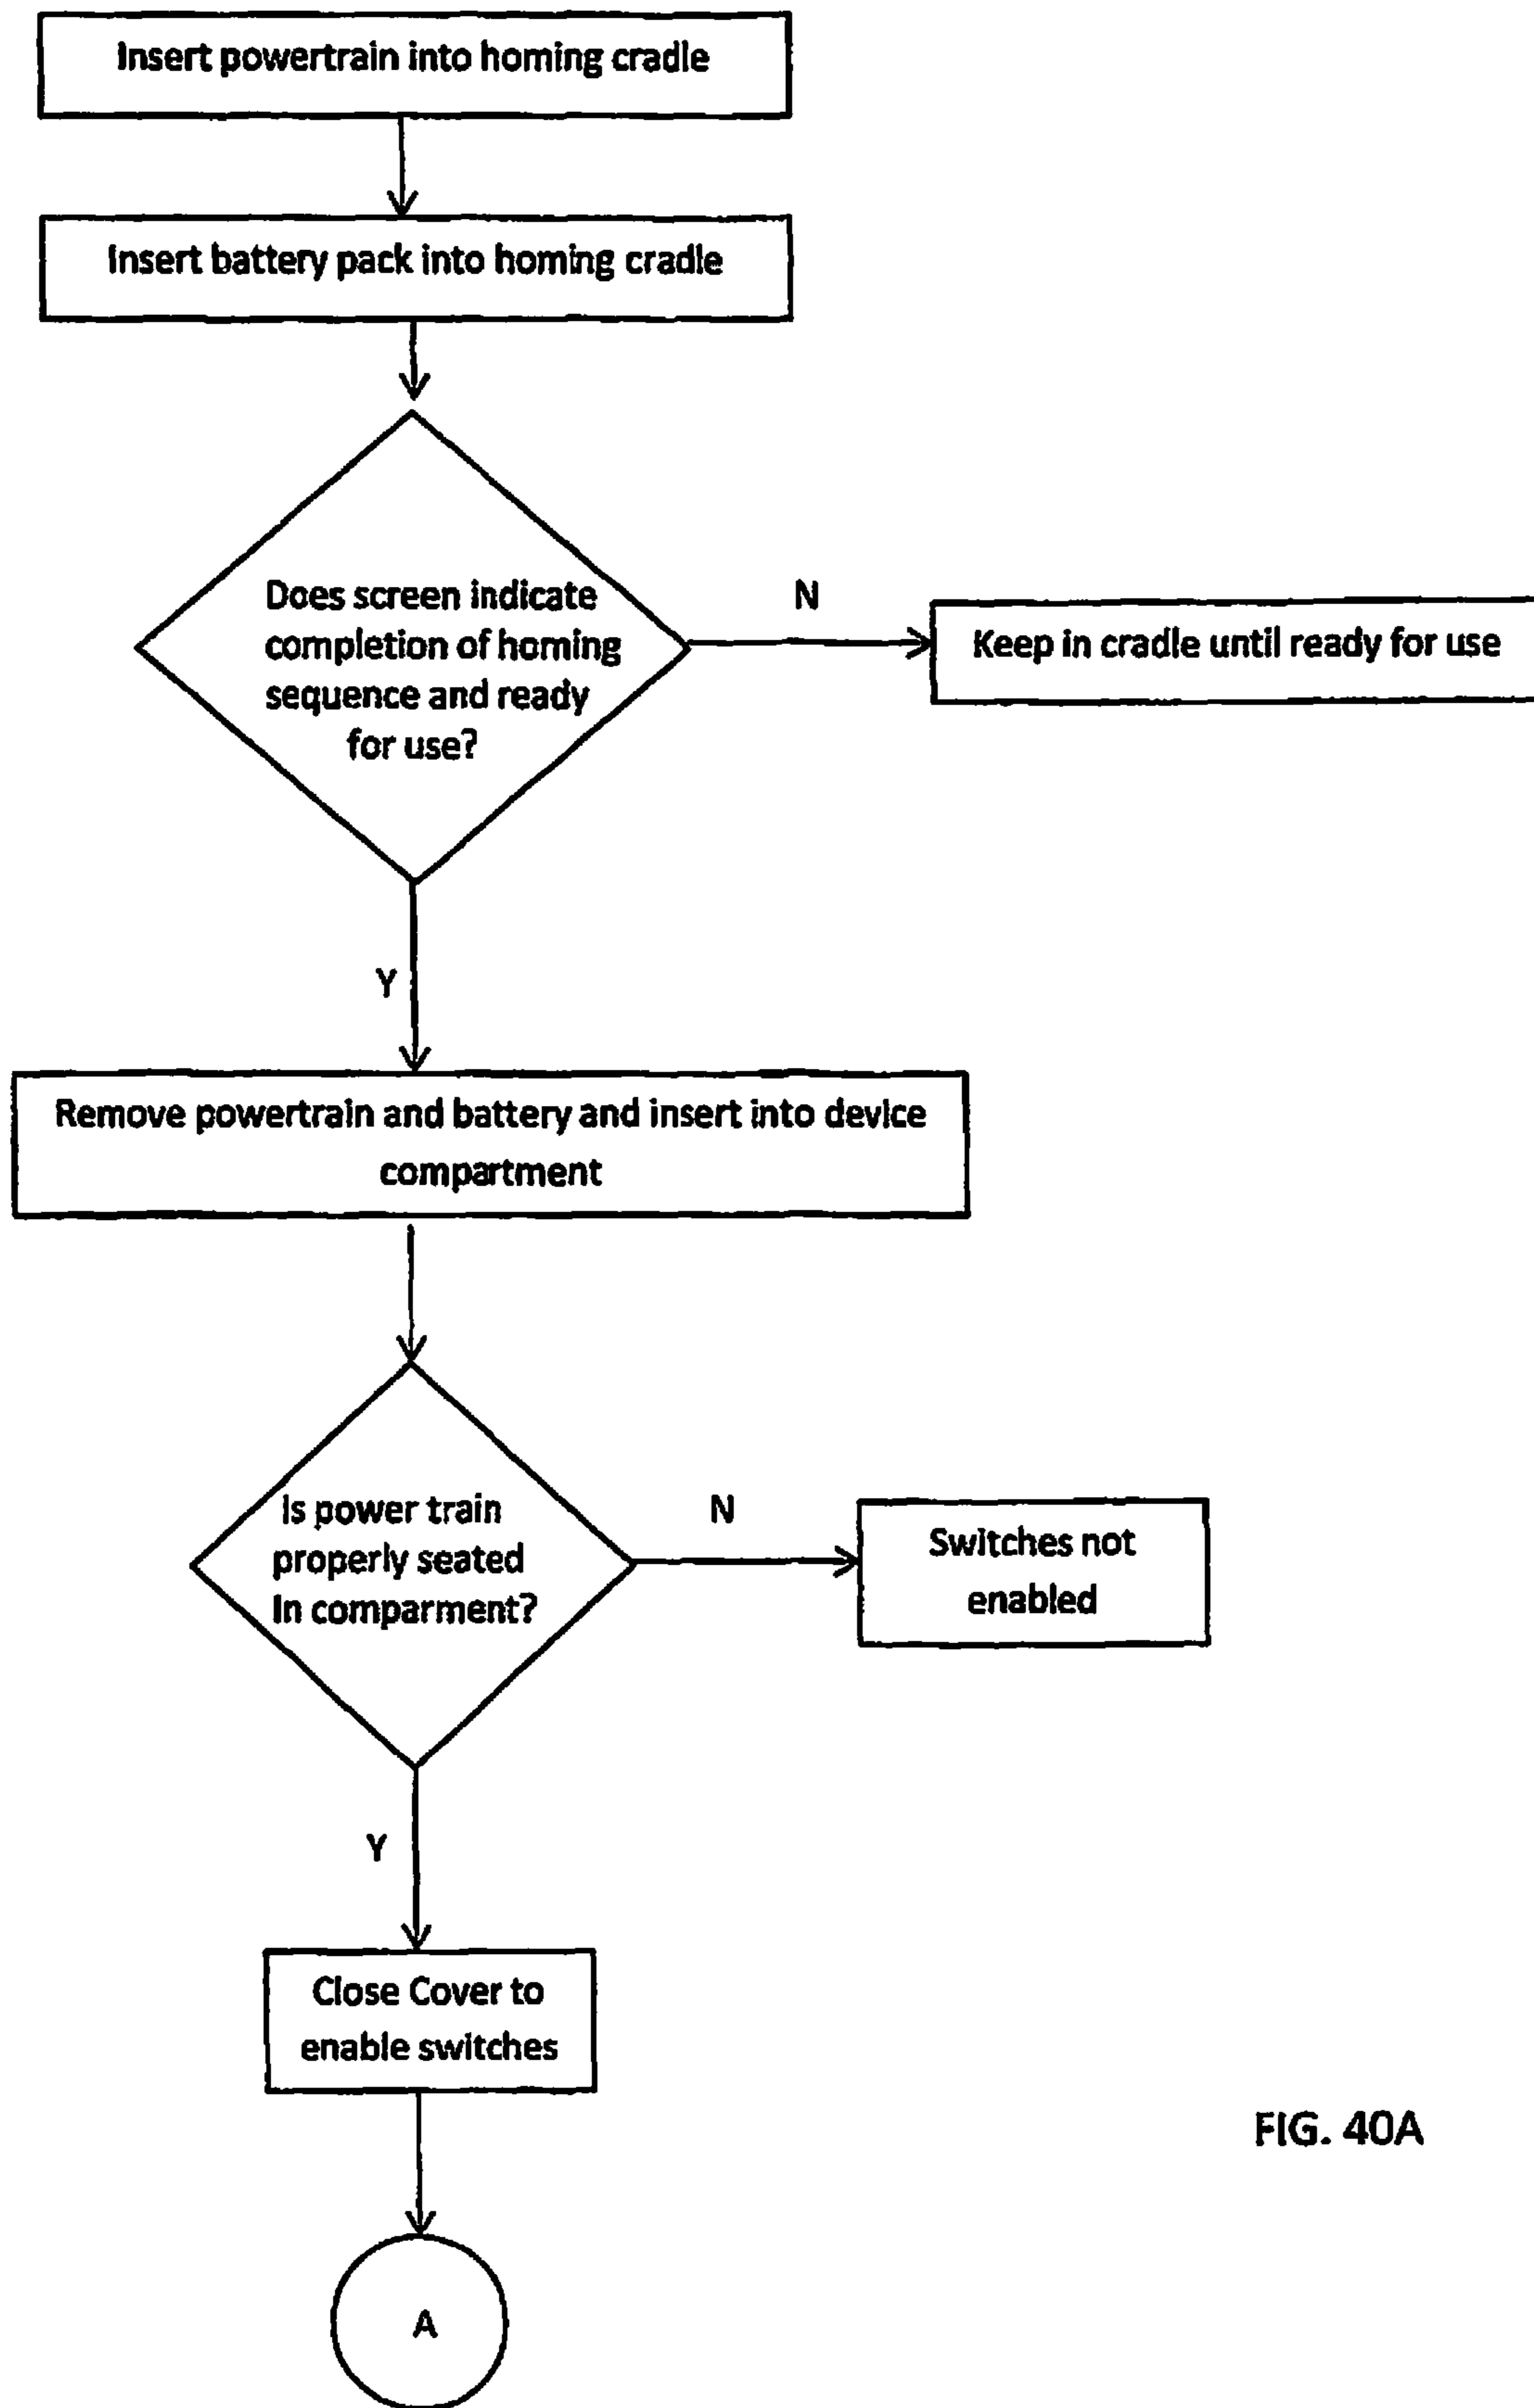 Insert powertrain into homing cradle
Insert battery pack into homing cradle
Does screen indicate
completion of homing
sequence and ready
for use?
N
Keep in cradle until ready for use
Y
Remove powertrain and battery and insert into device
compartment
Is power train
properly seated
In comparment?
N
Switches not
enabled
Y
Close Cover to
enable switches
FIG. 40A
A